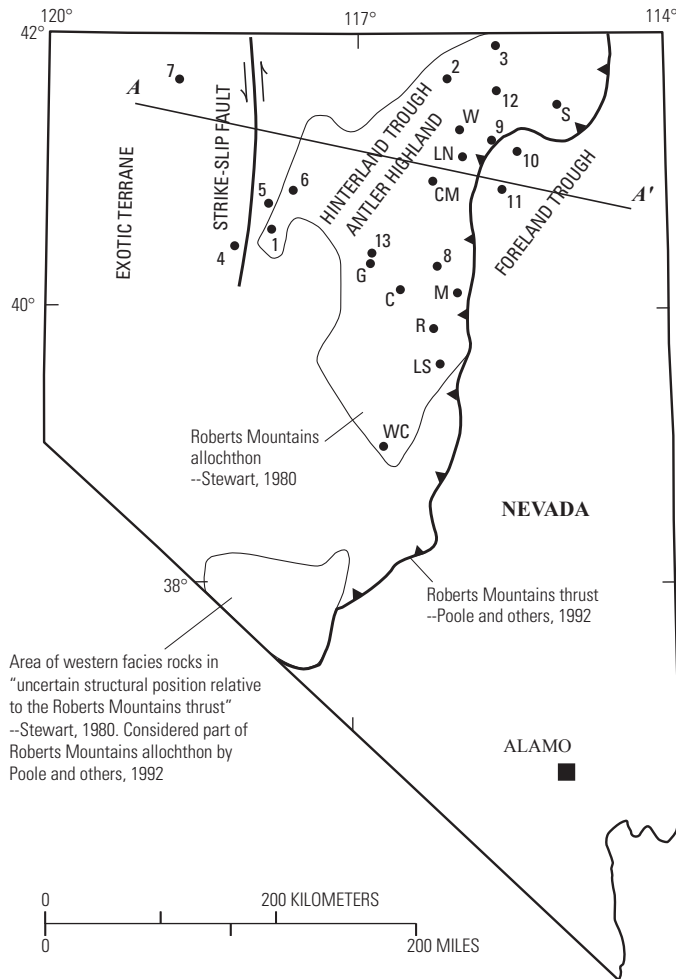 120°
117°
114°
42°
3
7
2
A
12
S
W
9
LN
10
HINTERLAND TROUGH
ANTLER HIGHLAND
STRIKE-SLIP FAULT
EXOTIC TERRANE
FORELAND TROUGH
CM
6
11
A'
5
1
4
13
G
8
C
M
40°
R
LS
WC
Roberts Mountains
allochthon
--Stewart, 1980
NEVADA
38°
Roberts Mountains thrust
--Poole and others, 1992
Area of western facies rocks in
“uncertain structural position relative
to the Roberts Mountains thrust”
--Stewart, 1980. Considered part of
Roberts Mountains allochthon by
Poole and others, 1992
ALAMO
0
200 KILOMETERS
0
200 MILES